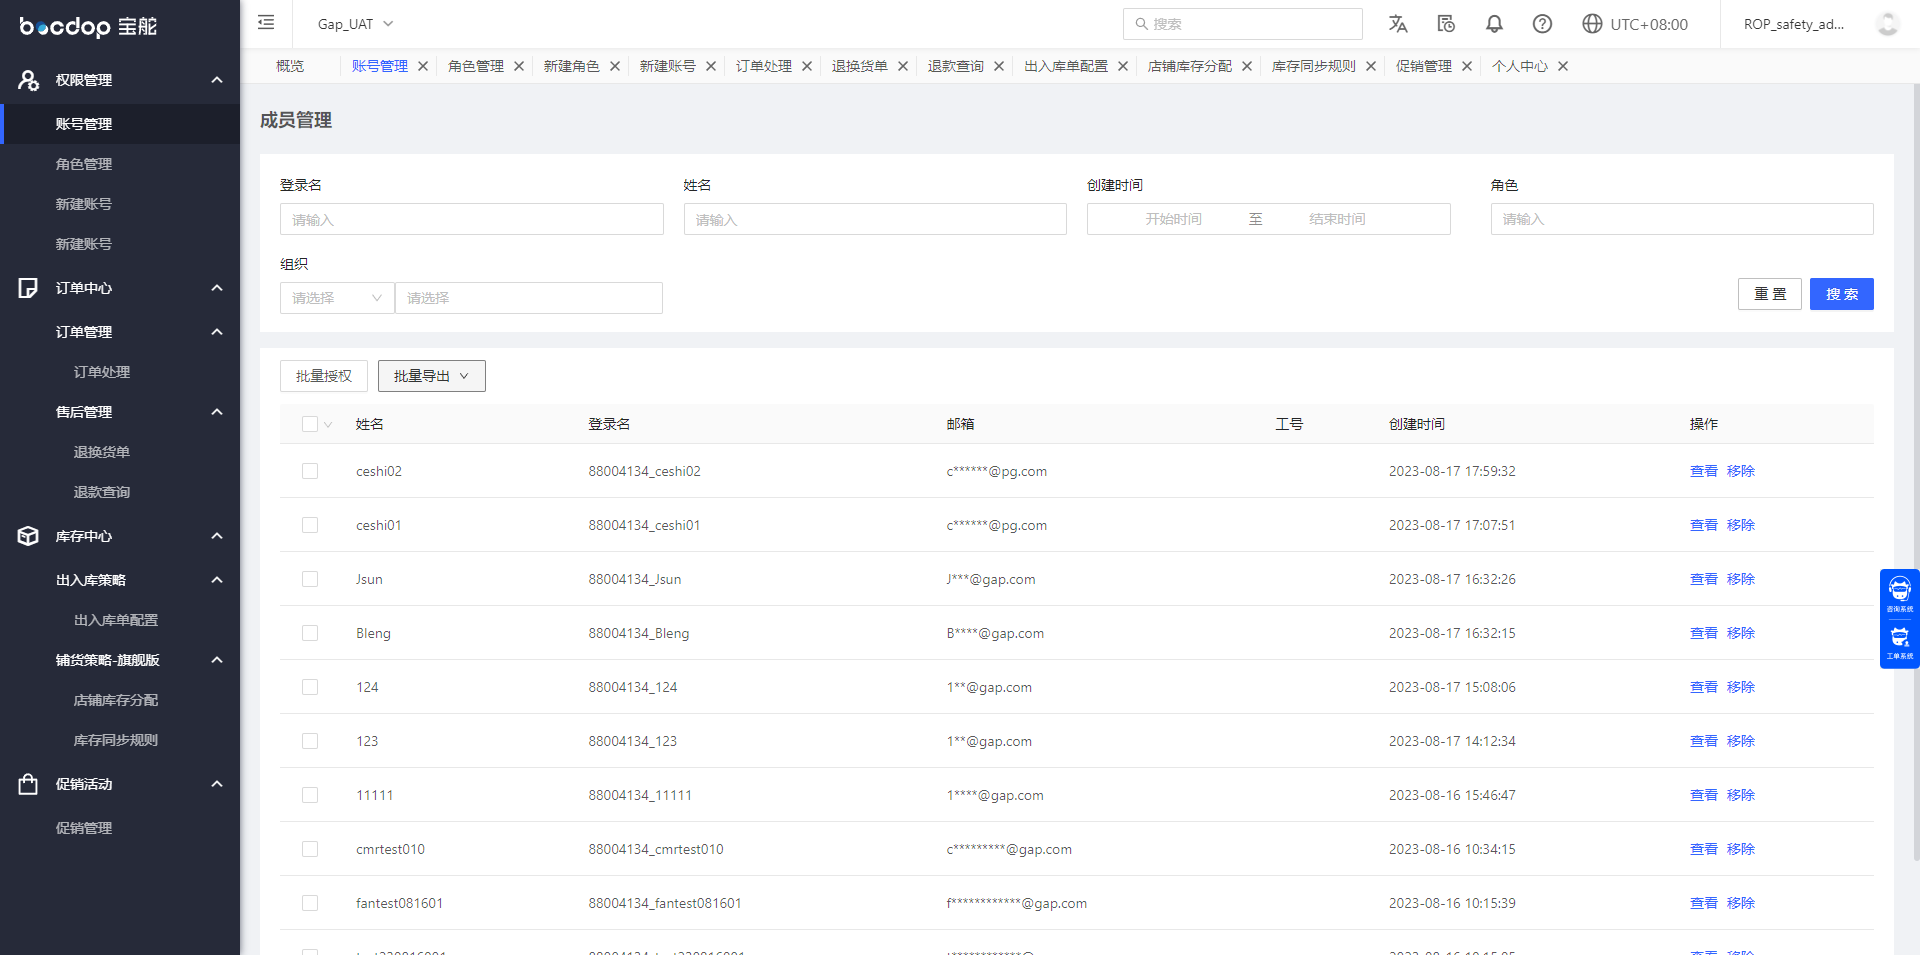 bocdop 宝舵
Gap_UAT
搜索
UTC+08:00
ROP_safety_ad...
概览
账号管理
角色管理
新建角色
新建账号
订单处理
退换货单
退款查询
出入库单配置
店铺库存分配
库存同步规则
促销管理
个人中心
权限管理
账号管理
角色管理
新建账号
新建账号
订单中心
订单管理
订单处理
售后管理
退换货单
退款查询
库存中心
出入库策略
出入库单配置
铺货策略-旗舰版
店铺库存分配
库存同步规则
促销活动
促销管理
成员管理
登录名
姓名
创建时间
角色
请输入
请输入
开始时间 至 结束时间
请输入
组织
请选择
请选择
重 置
搜 索
批量授权
批量导出
姓名 登录名 邮箱 工号 创建时间 操作
ceshi02 88004134_ceshi02 c******@pg.com 2023-08-17 17:59:32 查看 移除
ceshi01 88004134_ceshi01 c******@pg.com 2023-08-17 17:07:51 查看 移除
Jsun 88004134_Jsun J***@gap.com 2023-08-17 16:32:26 查看 移除
Bleng 88004134_Bleng B****@gap.com 2023-08-17 16:32:15 查看 移除
124 88004134_124 1**@gap.com 2023-08-17 15:08:06 查看 移除
123 88004134_123 1**@gap.com 2023-08-17 14:12:34 查看 移除
11111 88004134_11111 1****@gap.com 2023-08-16 15:46:47 查看 移除
cmrtest010 88004134_cmrtest010 c*********@gap.com 2023-08-16 10:34:15 查看 移除
fantest081601 88004134_fantest081601 f************@gap.com 2023-08-16 10:15:39 查看 移除
咨询系统
工单系统